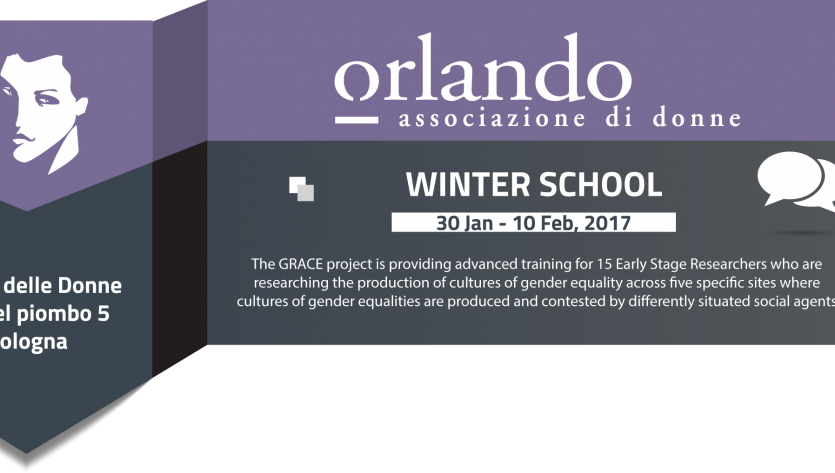 orlando
associazione di donne
WINTER SCHOOL
30 Jan - 10 Feb, 2017
The GRACE project is providing advanced training for 15 Early Stage Researchers who are
researching the production of cultures of gender equality across five specific sites where
cultures of gender equalities are produced and contested by differently situated social agents
delle Donne
piombo 5